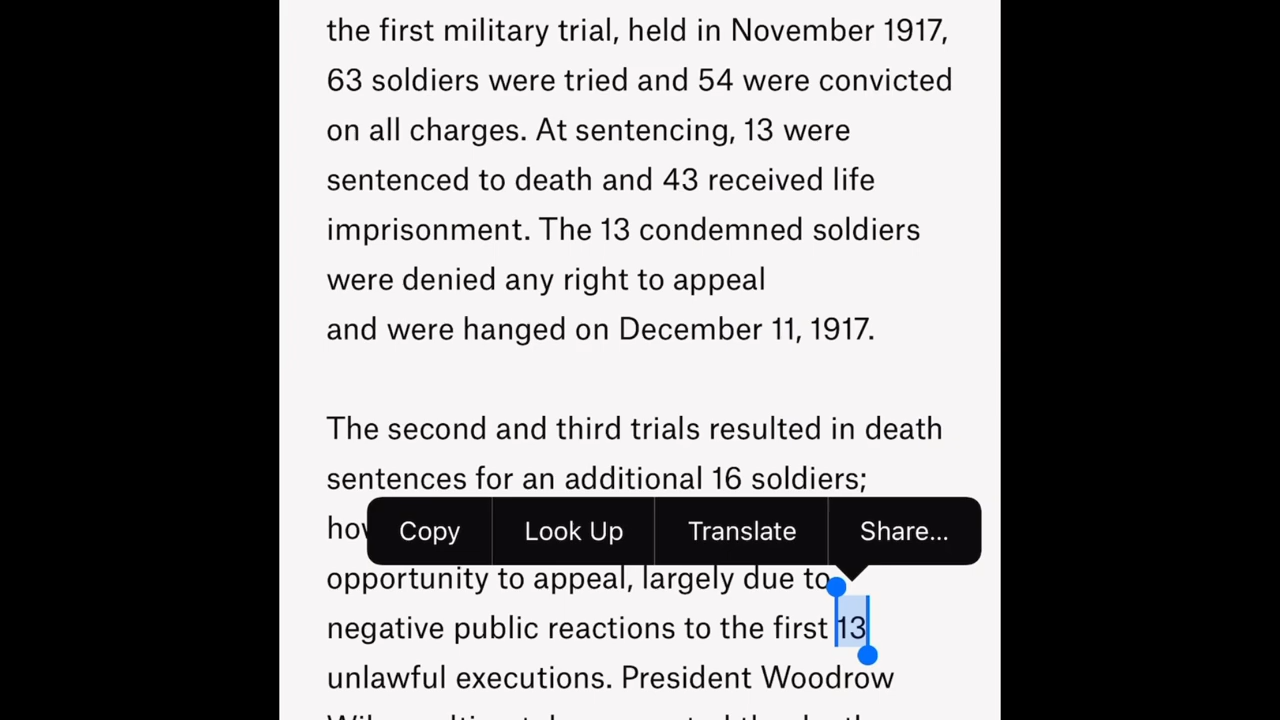 the first military trial, held in November 1917,
63 soldiers were tried and 54 were convicted
on all charges. At sentencing, 13 were
sentenced to death and 43 received life
imprisonment. The 13 condemned soldiers
were denied any right to appeal
and were hanged on December 11, 1917.
The second and third trials resulted in death
sentences for an additional 16 soldiers;
Copy Look Up Translate Share...
opportunity to appeal, largely due to
negative public reactions to the first 13
unlawful executions. President Woodrow